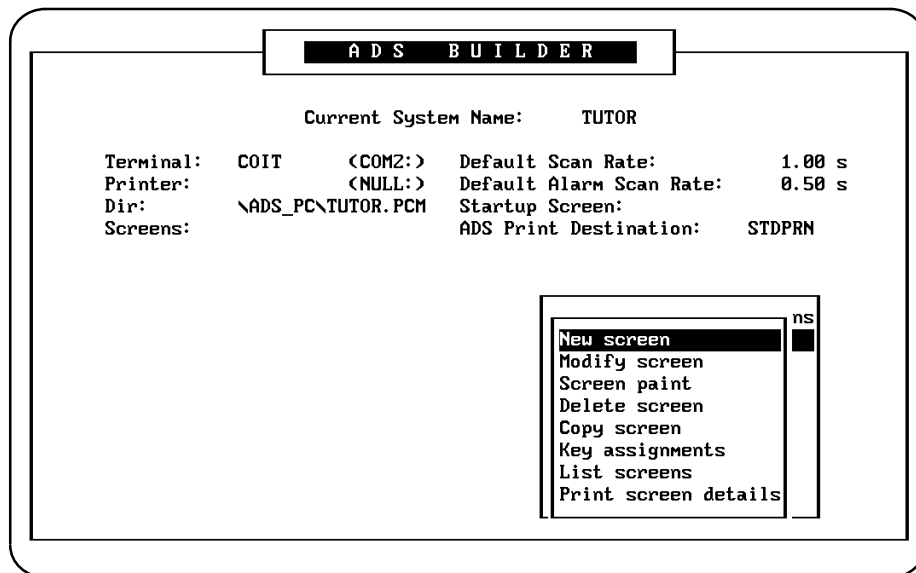 ADS BUILDER
Current System Name: TUTOR
Terminal: COIT (COM2:) Default Scan Rate: 1.00 s
Printer: (NULL:) Default Alarm Scan Rate: 0.50 s
Dir: \ADS_PC\TUTOR.PCM Startup Screen:
Screens: ADS Print Destination: STDPRN
ns
New screen
Modify screen
Screen paint
Delete screen
Copy screen
Key assignments
List screens
Print screen details